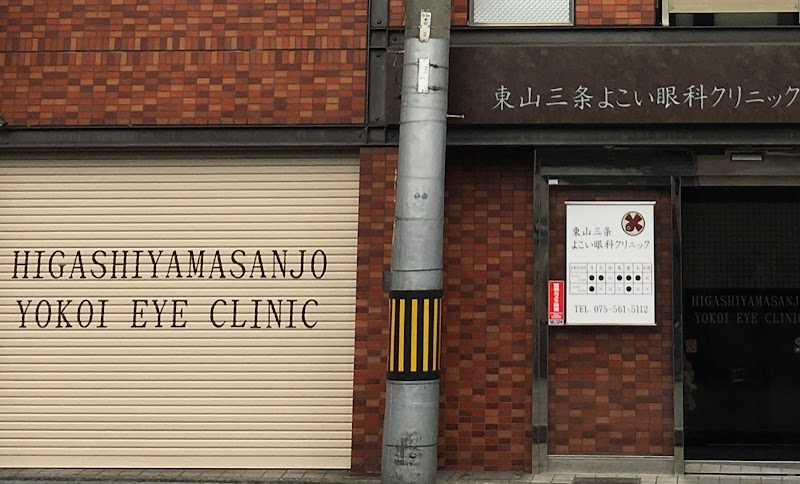 東山三条よこい眼科クリニック
HIGASHIYAMASANJO
YOKOI EYE CLINIC
東山三条
よこい眼科クリニック
TEL 075-561-5112
HIGASHIYAMASANJO
YOKOI EYE CLINIC